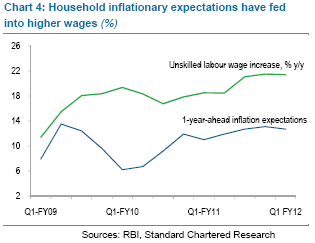 Chart 4: Household inflationary expectations have fed
into higher wages (%)
26
22
18
14
10
6
2
Unskilled labour wage increase, % y/y
1-year-ahead inflation expectations
Q1-FY09
Q1-FY10
Q1-FY11
Q1 FY12
Sources: RBI, Standard Chartered Research